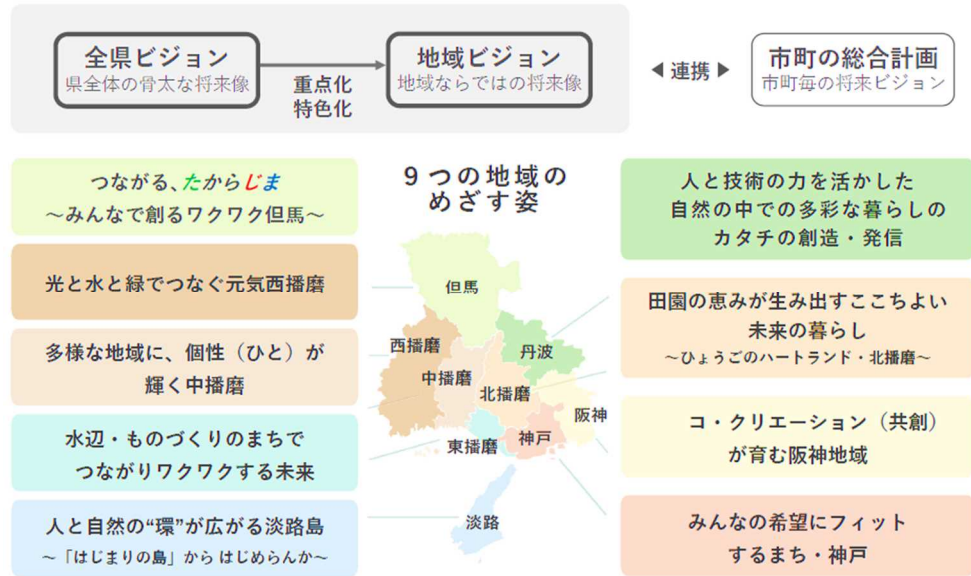 全県ビジョン
県全体の骨太な将来像
重点化
特色化
地域ビジョン
地域ならではの将来像
◀ 連携 ▶
市町の総合計画
市町毎の将来ビジョン
つながる、たからじま
～みんなで創るワクワク但馬～
光と水と緑でつなぐ元気西播磨
多様な地域に、個性（ひと）が
輝く中播磨
水辺・ものづくりのまちで
つながりワクワクする未来
人と自然の“環”が広がる淡路島
～「はじまりの島」から はじめらんか～
9つの地域の
めざす姿
但馬
西播磨
丹波
中播磨
北播磨
阪神
東播磨
神戸
淡路
人と技術の力を活かした
自然の中での多彩な暮らしの
カタチの創造・発信
田園の恵みが生み出すここちよい
未来の暮らし
～ひょうごのハートランド・北播磨～
コ・クリエーション（共創）
が育む阪神地域
みんなの希望にフィット
するまち・神戸